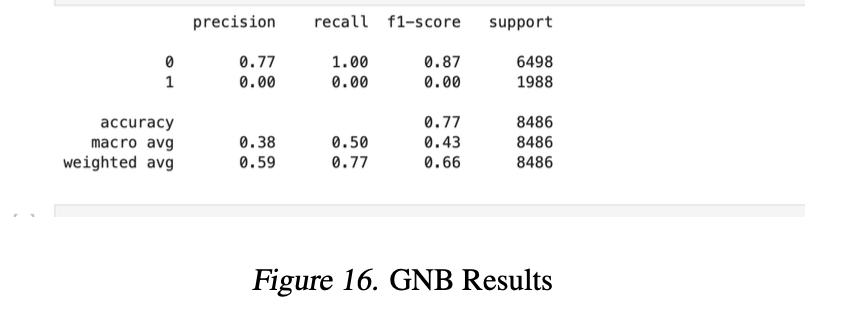 precision recall f1-score support
0 0.77 1.00 0.87 6498
1 0.00 0.00 0.00 1988
accuracy 0.77 8486
macro avg 0.38 0.50 0.43 8486
weighted avg 0.59 0.77 0.66 8486
Figure 16. GNB Results